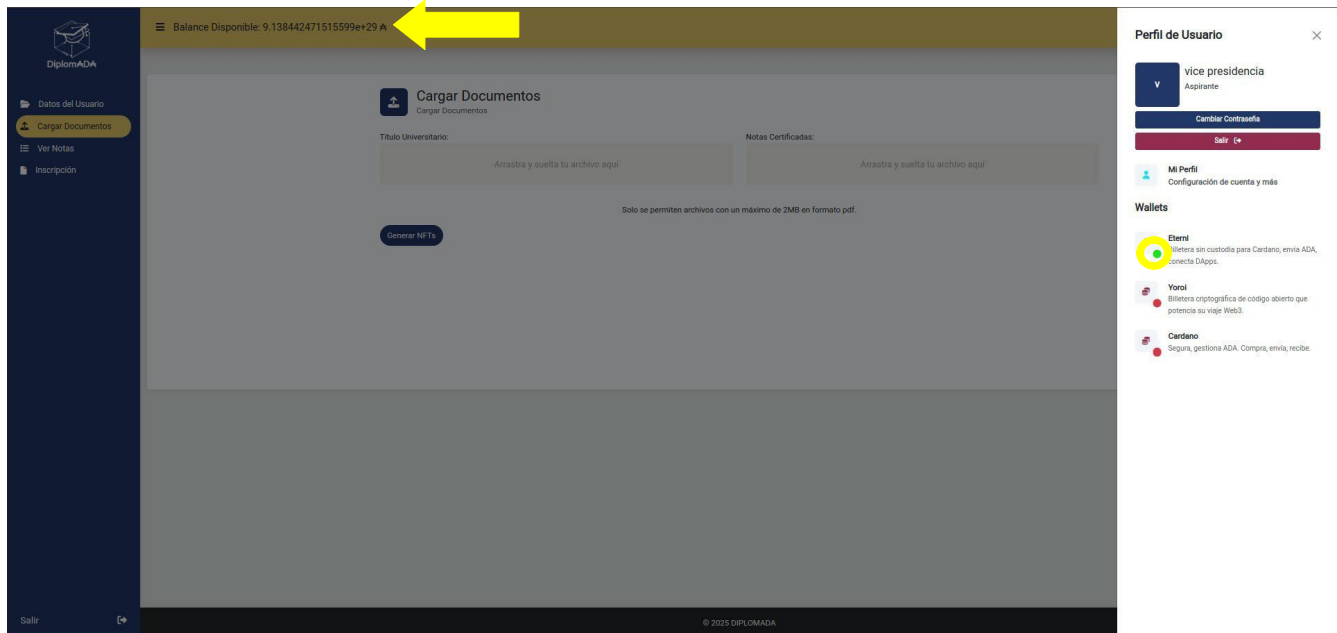 DiplomADA
Datos del Usuario
Cargar Documentos
Ver Notas
Inscripción
Salir
Balance Disponible: 9.138442471515599e+29 ₳
Cargar Documentos
Cargar Documentos
Título Universitario:
Arrastra y suelta tu archivo aquí
Notas Certificadas:
Arrastra y suelta tu archivo aquí
Solo se permiten archivos con un máximo de 2MB en formato pdf.
Generar NFTs
© 2025 DIPLOMADA
Perfil de Usuario
V
vice presidencia
Aspirante
Cambiar Contraseña
Salir
Mi Perfil
Configuración de cuenta y más
Wallets
Eternl
Billetera sin custodia para Cardano, envia ADA,
conecta DApps.
Yoroi
Billetera criptográfica de código abierto que
potencia su viaje Web3.
Cardano
Segura, gestiona ADA. Compra, envía, recibe.